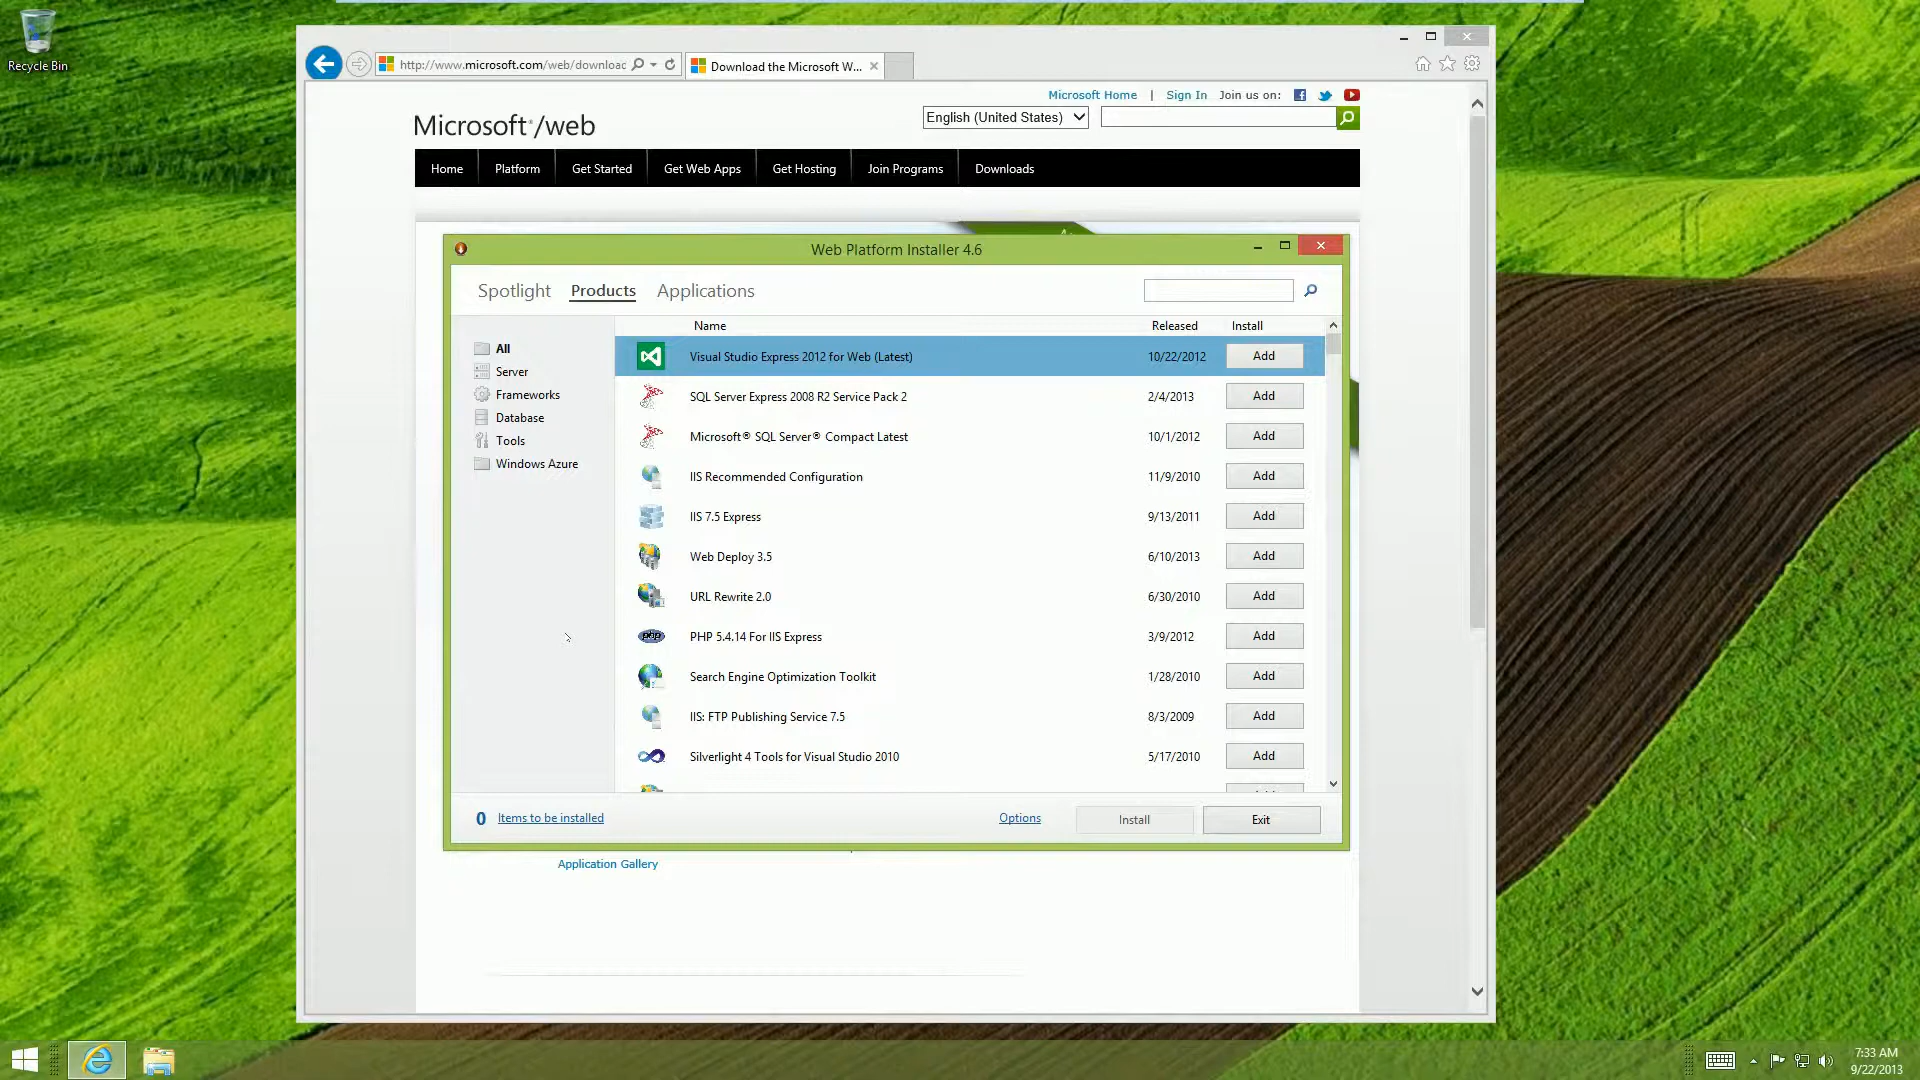 Recycle Bin
http://www.microsoft.com/web/download
Download the Microsoft W...
Microsoft Home | Sign In Join us on:
Microsoft /web
English (United States)
Home
Platform
Get Started
Get Web Apps
Get Hosting
Join Programs
Downloads
Web Platform Installer 4.6
Spotlight Products Applications
Name Released Install
All
Server
Frameworks
Database
Tools
Windows Azure
Visual Studio Express 2012 for Web (Latest) 10/22/2012 Add
SQL Server Express 2008 R2 Service Pack 2 2/4/2013 Add
Microsoft® SQL Server® Compact Latest 10/1/2012 Add
IIS Recommended Configuration 11/9/2010 Add
IIS 7.5 Express 9/13/2011 Add
Web Deploy 3.5 6/10/2013 Add
URL Rewrite 2.0 6/30/2010 Add
php PHP 5.4.14 For IIS Express 3/9/2012 Add
Search Engine Optimization Toolkit 1/28/2010 Add
IIS: FTP Publishing Service 7.5 8/3/2009 Add
Silverlight 4 Tools for Visual Studio 2010 5/17/2010 Add
0 Items to be installed Options Install Exit
Application Gallery
7:33 AM
9/22/2013